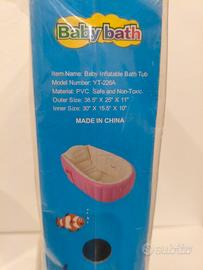 Baby bath
Item-Name: Baby Inflatable Bath Tub
Model Number: YT-226A
Material: PVC, Safe and Non-Toxic
Outer Size: 38.5" X 25" X 11"
Inner Size: 30" X 15.5" X 10"
MADE IN CHINA
subito